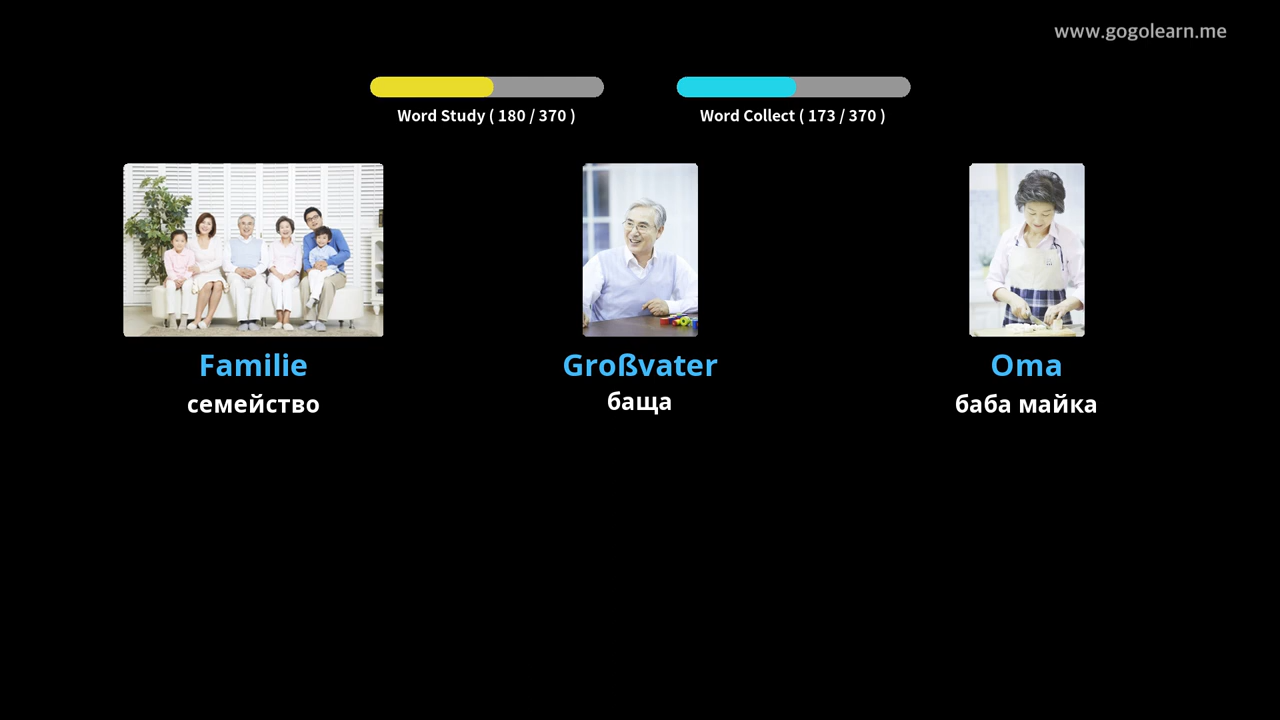 www.gogolearn.me
Word Study ( 180 / 370 )
Word Collect ( 173 / 370 )
Familie
семейство
Großvater
баща
Oma
баба майка